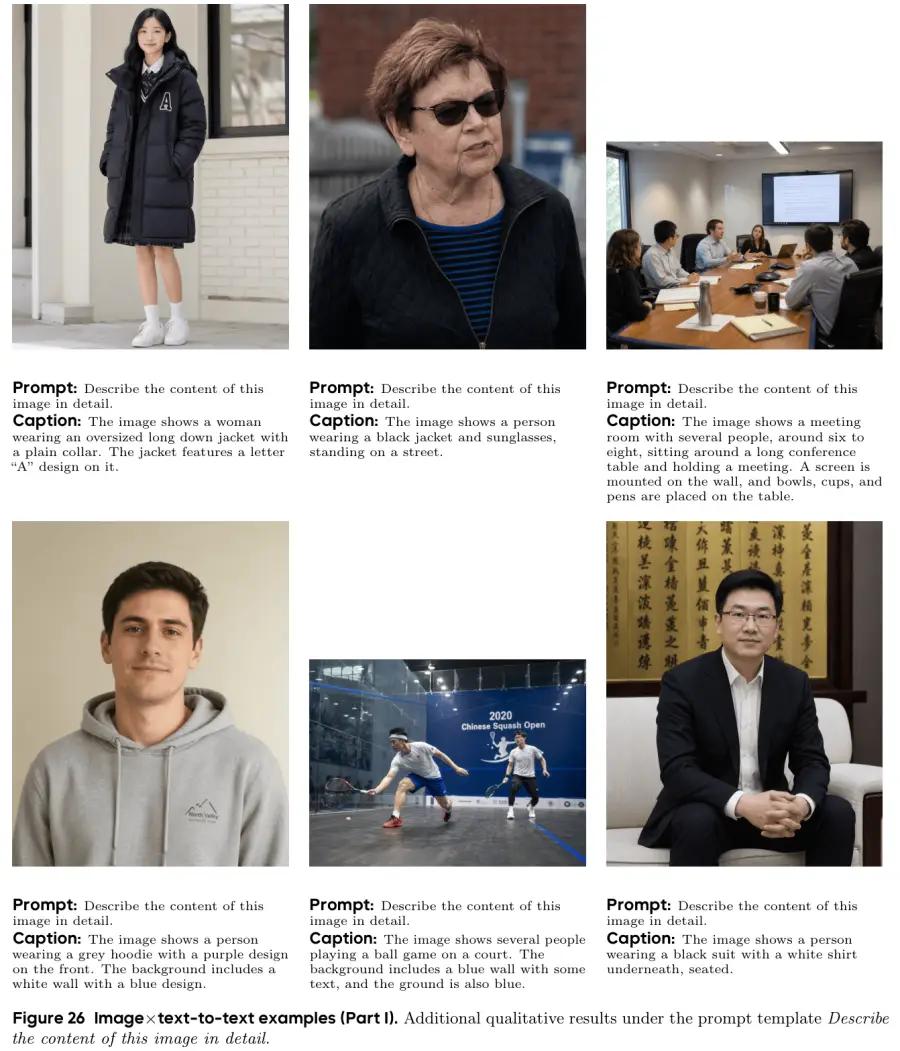 A
Prompt: Describe the content of this
image in detail.
Caption: The image shows a woman
wearing an oversized long down jacket with
a plain collar. The jacket features a letter
“A” design on it.
Prompt: Describe the content of this
image in detail.
Caption: The image shows a person
wearing a black jacket and sunglasses,
standing on a street.
Prompt: Describe the content of this
image in detail.
Caption: The image shows a meeting
room with several people, around six to
eight, sitting around a long conference
table and holding a meeting. A screen is
mounted on the wall, and bowls, cups, and
pens are placed on the table.
North Valley
2020
Chinese Squash Open
Prompt: Describe the content of this
image in detail.
Caption: The image shows a person
wearing a grey hoodie with a purple design
on the front. The background includes a
white wall with a blue design.
Prompt: Describe the content of this
image in detail.
Caption: The image shows several people
playing a ball game on a court. The
background includes a blue wall with some
text, and the ground is also blue.
Prompt: Describe the content of this
image in detail.
Caption: The image shows a person
wearing a black suit with a white shirt
underneath, seated.
Figure 26 Image×text-to-text examples (Part I). Additional qualitative results under the prompt template Describe
the content of this image in detail.